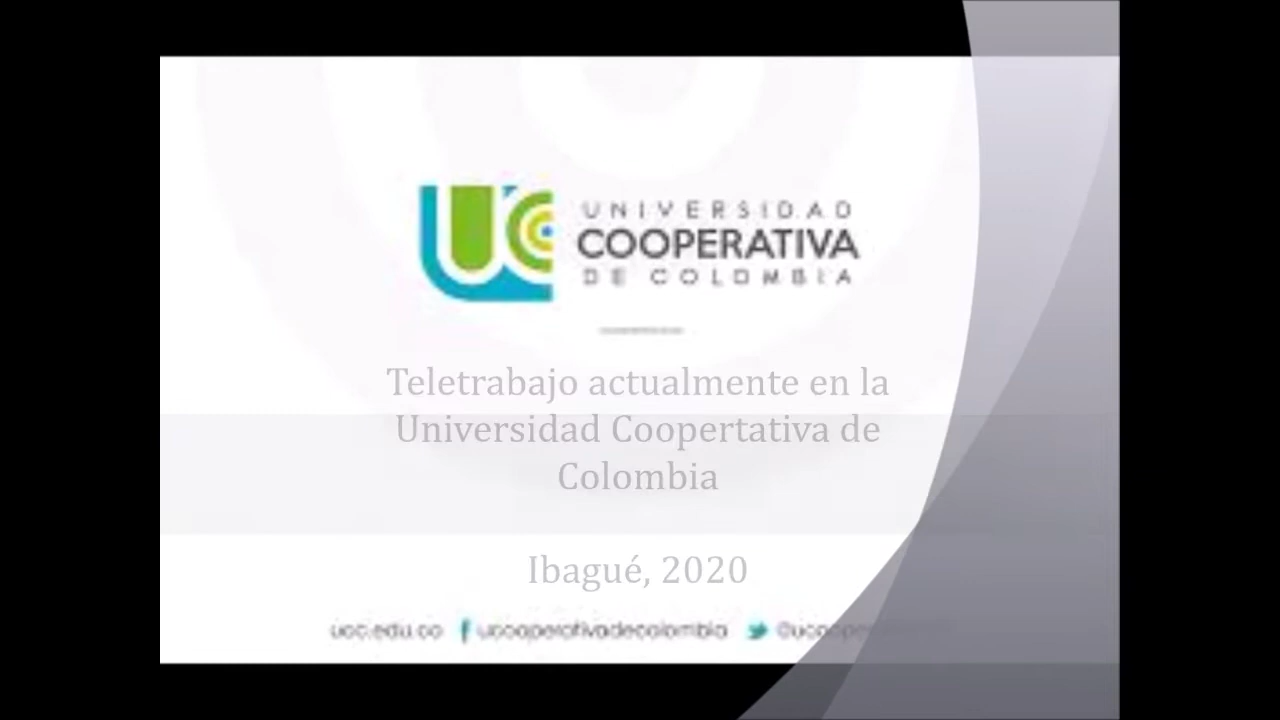 UNIVERSIDAD
COOPERATIVA
DE COLOMBIA
Teletrabajo actualmente en la
Universidad Coopertativa de
Colombia
Ibagué, 2020
ucc.edu.co ucooperativadecolombia